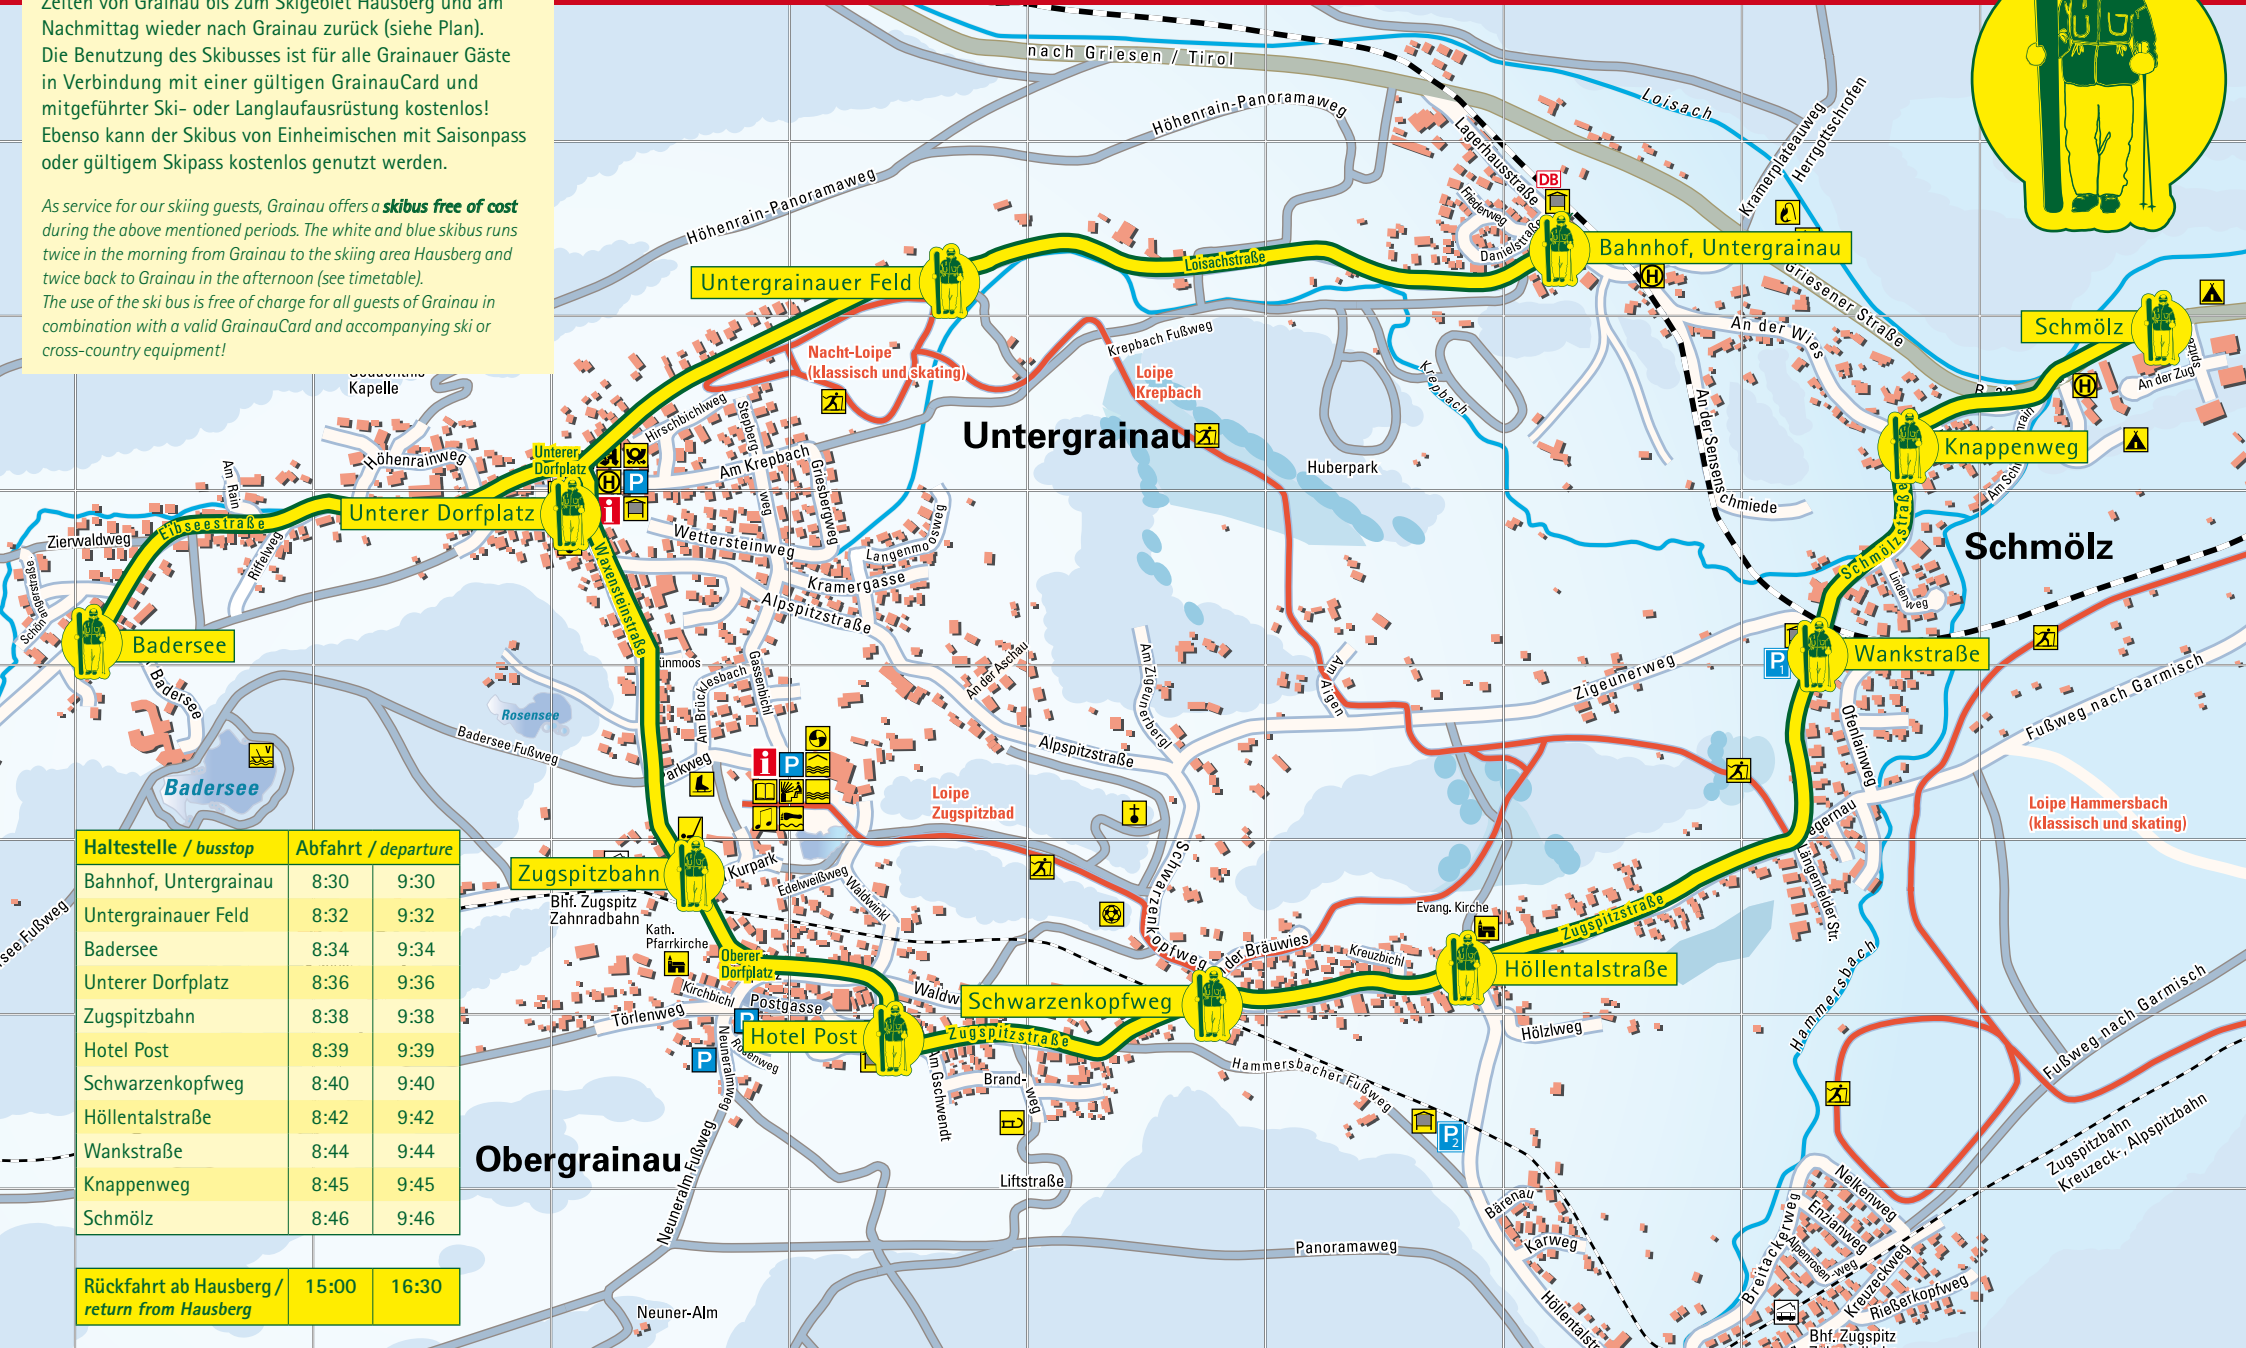 Zeiten von Grainau bis zum Skigebiet Hausberg und am
Nachmittag wieder nach Grainau zurück (siehe Plan).
Die Benutzung des Skibusses ist für alle Grainauer Gäste
in Verbindung mit einer gültigen GrainauCard und
mitgeführter Ski- oder Langlaufausrüstung kostenlos!
Ebenso kann der Skibus von Einheimischen mit Saisonpass
oder gültigem Skipass kostenlos genutzt werden.
As service for our skiing guests, Grainau offers a skibus free of cost
during the above mentioned periods. The white and blue skibus runs
twice in the morning from Grainau to the skiing area Hausberg and
twice back to Grainau in the afternoon (see timetable).
The use of the ski bus is free of charge for all guests of Grainau in
combination with a valid GrainauCard and accompanying ski or
cross-country equipment!
Kapelle
nach Griesen / Tirol
Loisach
Höhenrain-Panoramaweg
Höhenrain-Panoramaweg
Lagerhausstraße
Kramerplateauweg
Herrgottschrofen
DB
Friederweg
Danielstraße
Bahnhof, Untergrainau
H
Untergrainauer Feld
Loisachstraße
Griesener Straße
An der Wies
Schmölz
Krepbach Fußweg
Nacht-Loipe
(klassisch und skating)
Loipe
Krepbach
Krepbach
An der Sensenschmiede
H
Hirschbichlweg
Stepberg-
weg
Untergrainau
Huberpark
Knappenweg
Höhenrainweg
Am Rain
Unterer
Dorfplatz
H
P
i
Am Krepbach
Griesbergweg
Unterer Dorfplatz
Eibseestraße
Zierwaldweg
Riffelweg
Wettersteinweg
Langenmoosweg
Kramergasse
Alpspitzstraße
Waxensteinstraße
Schmölzstraße
Schmölz
Lindenweg
Badersee
Badersee
Rosensee
Badersee Fußweg
Gassenbichl
An der Aschau
Am Zigeunerbergl
Am Aigen
Zigeunerweg
P1
Wankstraße
Fußweg nach Garmisch
Ofenlainweg
Alpspitzstraße
i
P
Badersee
Loipe
Zugspitzbad
Loipe Hammersbach
(klassisch und skating)
Schwarzenkopfweg
Längenfelder Str.
Haltestelle / busstop Abfahrt / departure
Bahnhof, Untergrainau 8:30 9:30
Untergrainauer Feld 8:32 9:32
Badersee 8:34 9:34
Unterer Dorfplatz 8:36 9:36
Zugspitzbahn 8:38 9:38
Hotel Post 8:39 9:39
Schwarzenkopfweg 8:40 9:40
Höllentalstraße 8:42 9:42
Wankstraße 8:44 9:44
Knappenweg 8:45 9:45
Schmölz 8:46 9:46
Rückfahrt ab Hausberg / 15:00 16:30
return from Hausberg
Zugspitzbahn
Kurpark
Edelweißweg
Waldwinkl
Bhf. Zugspitz
Zahnradbahn
Kath.
Pfarrkirche
Oberer
Dorfplatz
Evang. Kirche
Zugspitzstraße
Kreuzbichl
Höllentalstraße
Kirchbichl
Postgasse
Schwarzenkopfweg
Törlenweg
P
Hotel Post
Zugspitzstraße
Hölzlweg
Hammersbach
P
Rosenweg
Neuneralmweg
Am Gschwendt
Brand-
weg
Hammersbacher Fußweg
P2
Fußweg nach Garmisch
Zugspitzbahn
Kreuzeck-, Alpspitzbahn
Obergrainau
Neuneralm Fußweg
Liftstraße
Bärenau
Karweg
Panoramaweg
Höllentalstr
Nelkenweg
Enzianweg
Alpenrosen-weg
Breitackerweg
Kreuzeckweg
Rießerkopfweg
Neuner-Alm
Bhf. Zugspitz